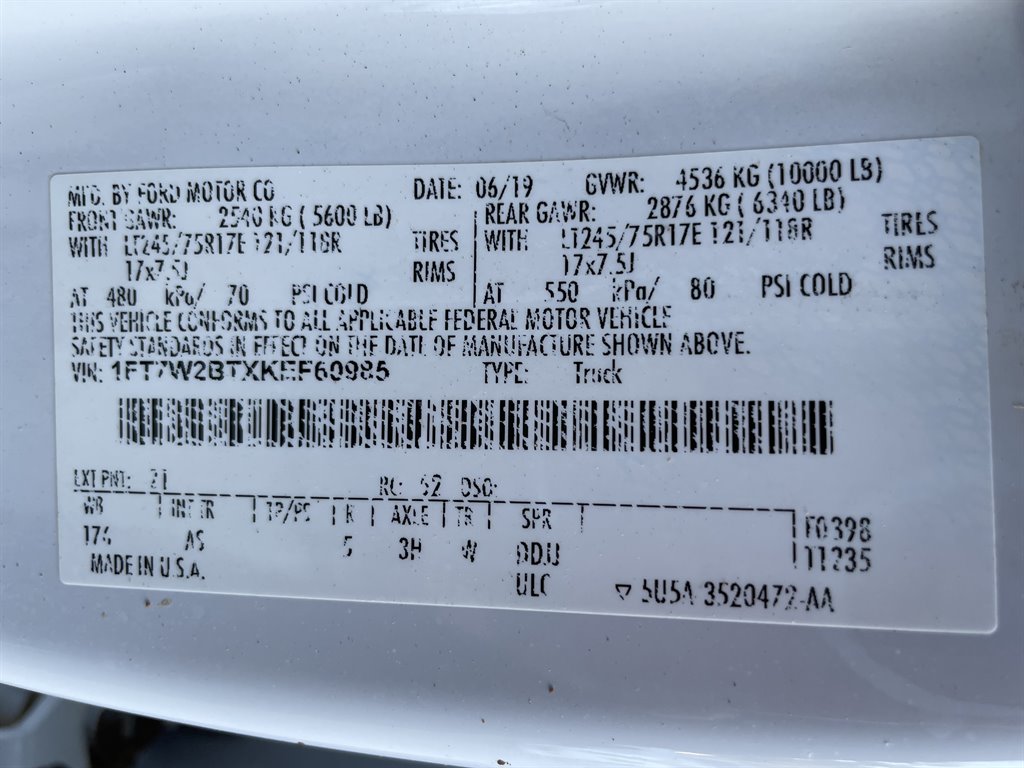 MFD. BY FORD MOTOR CO DATE: 06/19 GVWR: 4536 KG (10000 LB)
FRONT GAWR: 2540 KG ( 5600 LB) REAR GAWR: 2876 KG ( 6340 LB)
WITH LT245/75R17E 121/118R TIRES WITH LT245/75R17E 121/118R TIRES
17x7.5J RIMS 17x7.5J RIMS
AT 480 kPa/ 70 PSI COLD AT 550 kPa/ 80 PSI COLD
THIS VEHICLE CONFORMS TO ALL APPLICABLE FEDERAL MOTOR VEHICLE
SAFETY STANDARDS IN EFFECT ON THE DATE OF MANUFACTURE SHOWN ABOVE.
VIN: 1FT7W2BTXKEF60985 TYPE: Truck
EXT PNT: Z1 RC: 52 DSO:
WB INT TR TP/PS R AXLE TR SPR F0398
176 AS 5 3H W DDJJ 11235
MADE IN U.S.A. ULC ▽ 5U5A 3520472-AA